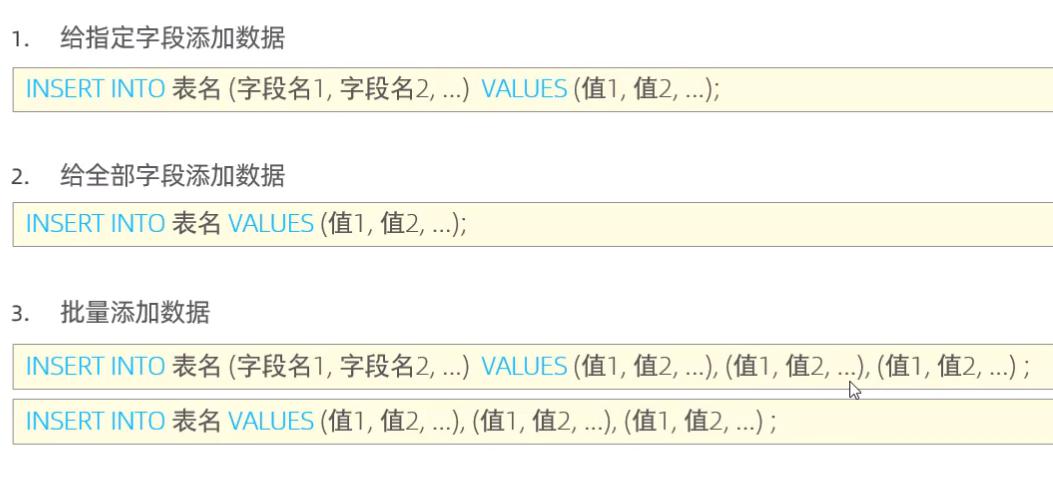 1. 给指定字段添加数据
INSERT INTO 表名 (字段名1, 字段名2, ...) VALUES (值1, 值2, ...);
2. 给全部字段添加数据
INSERT INTO 表名 VALUES (值1, 值2, ...);
3. 批量添加数据
INSERT INTO 表名 (字段名1, 字段名2, ...) VALUES (值1, 值2, ...), (值1, 值2, ...), (值1, 值2, ...) ;
INSERT INTO 表名 VALUES (值1, 值2, ...), (值1, 值2, ...), (值1, 值2, ...) ;